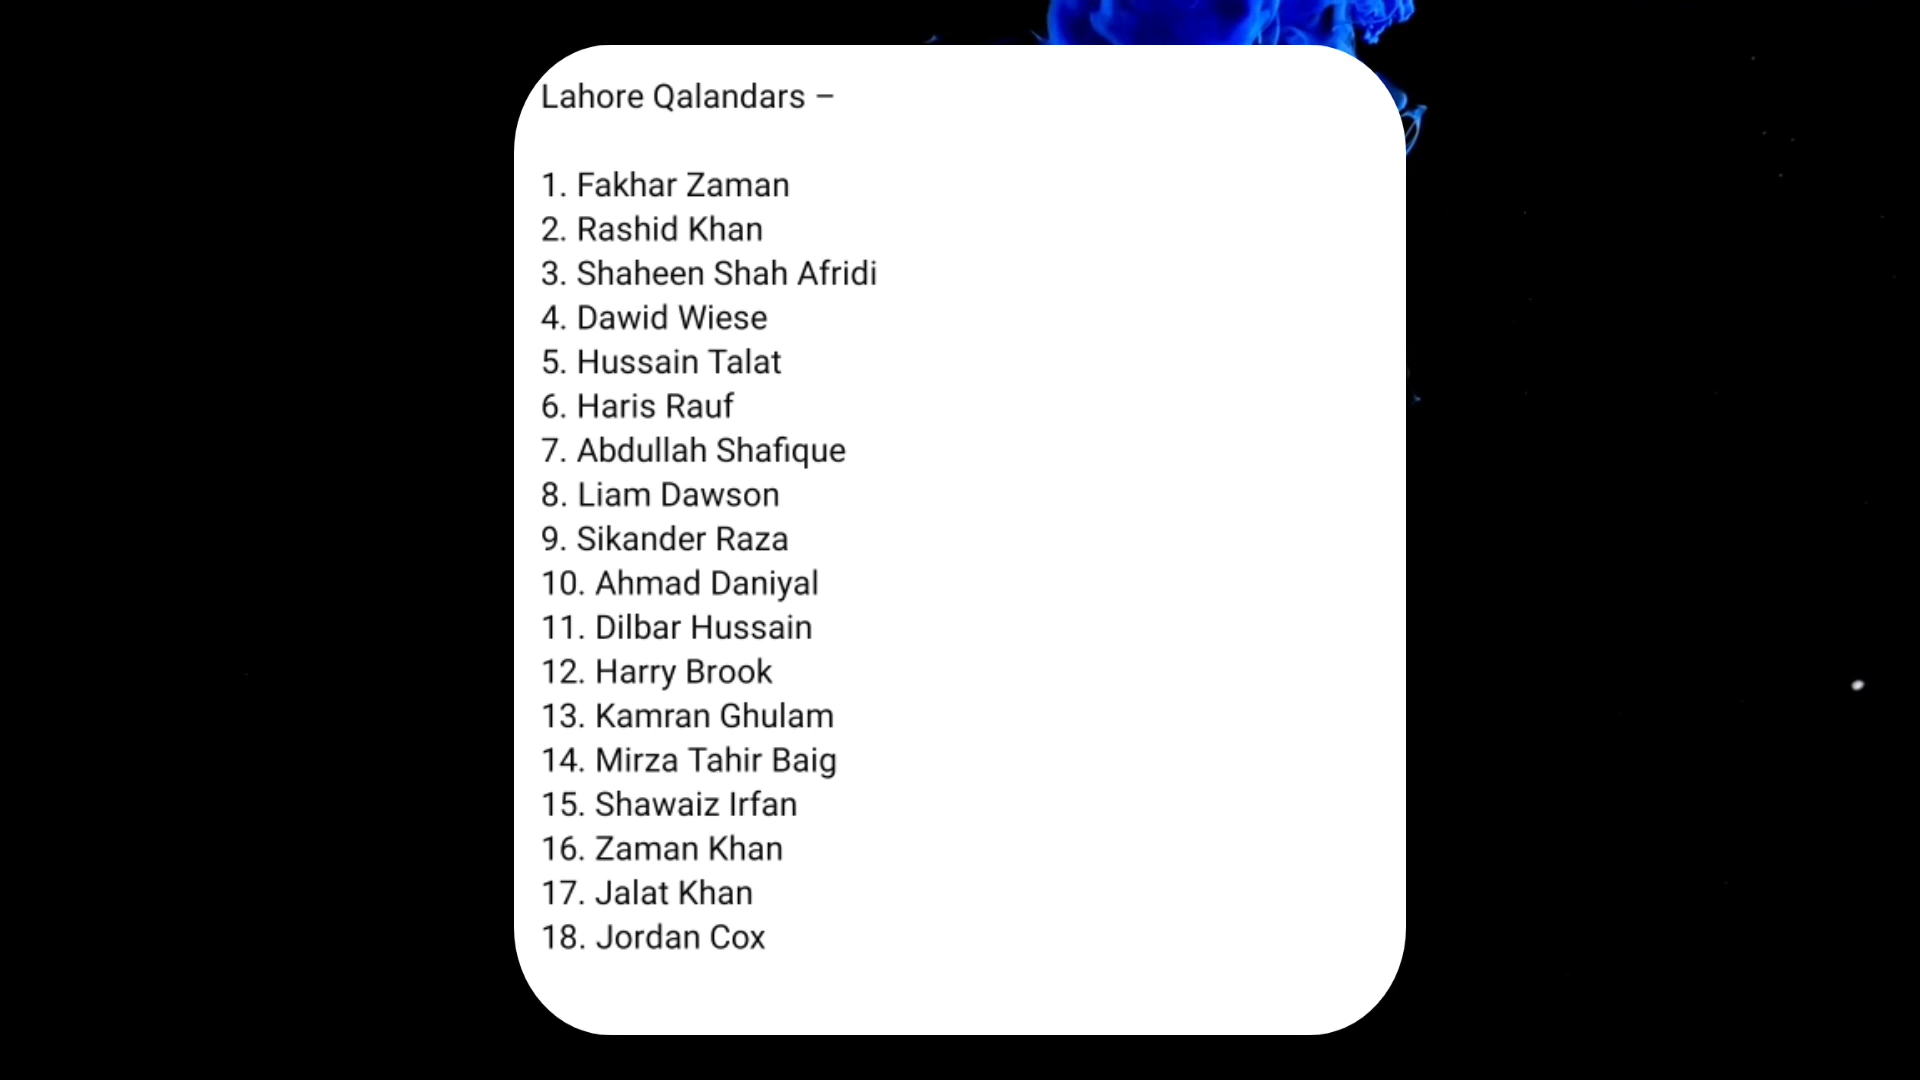 Lahore Qalandars –
1. Fakhar Zaman
2. Rashid Khan
3. Shaheen Shah Afridi
4. Dawid Wiese
5. Hussain Talat
6. Haris Rauf
7. Abdullah Shafique
8. Liam Dawson
9. Sikander Raza
10. Ahmad Daniyal
11. Dilbar Hussain
12. Harry Brook
13. Kamran Ghulam
14. Mirza Tahir Baig
15. Shawaiz Irfan
16. Zaman Khan
17. Jalat Khan
18. Jordan Cox